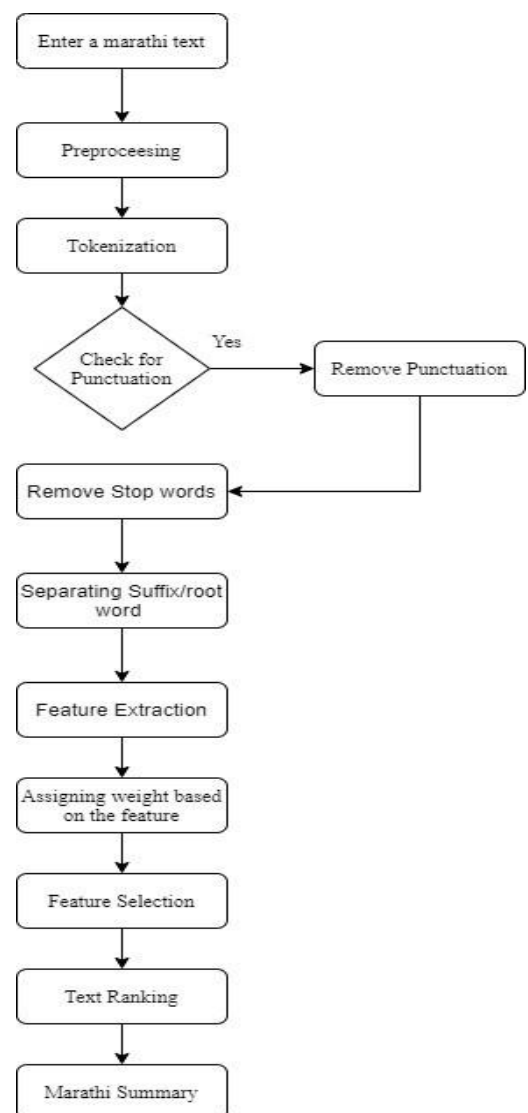 Enter a marathi text
Preproceesing
Tokenization
Check for
Punctuation
Yes
Remove Punctuation
Remove Stop words
Separating Suffix/root
word
Feature Extraction
Assigning weight based
on the feature
Feature Selection
Text Ranking
Marathi Summary